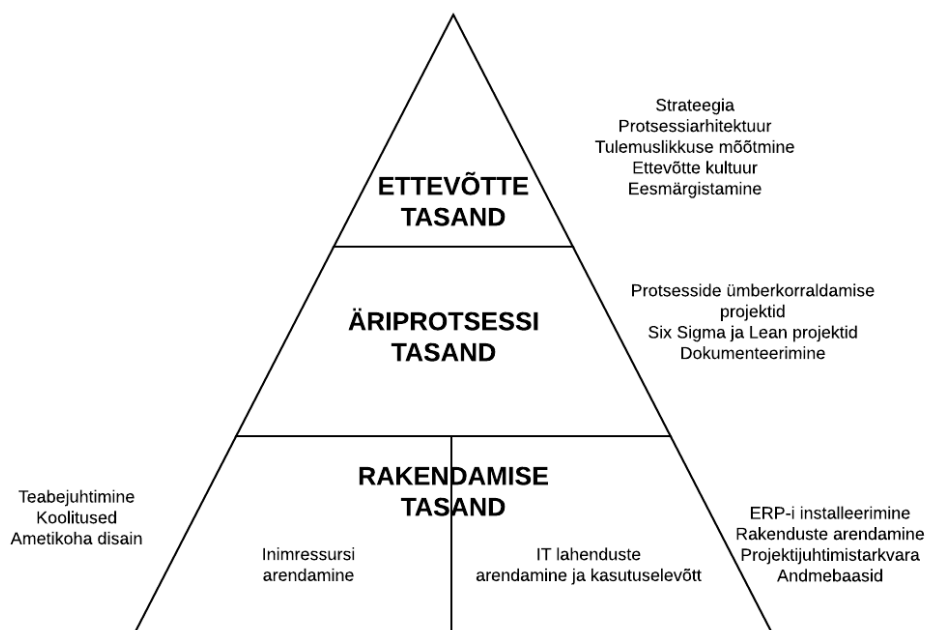 Strateegia
Protsessiarhitektuur
Tulemuslikkuse mõõtmine
Ettevõtte kultuur
Eesmärgistamine
ETTEVÕTTE
TASAND
Protsesside ümberkorraldamise
projektid
Six Sigma ja Lean projektid
Dokumenteerimine
ÄRIPROTSESSI
TASAND
RAKENDAMISE
TASAND
Teabejuhtimine
Koolitused
Ametikoha disain
Inimressursi
arendamine
IT lahenduste
arendamine ja kasutuselevõtt
ERP-i installeerimine
Rakenduste arendamine
Projektijuhtimistarkvara
Andmebaasid